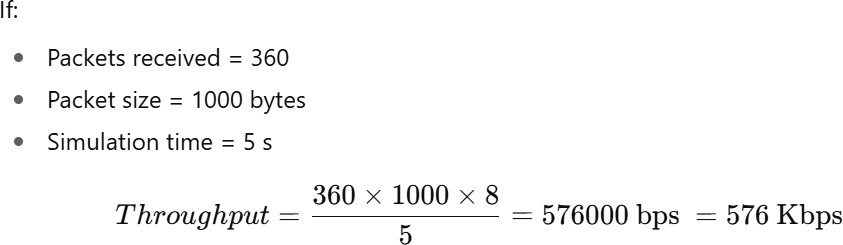 If:
• Packets received = 360
• Packet size = 1000 bytes
• Simulation time = 5 s
Throughput = \frac{360 × 1000 × 8}{5} = 576000 bps = 576 Kbps